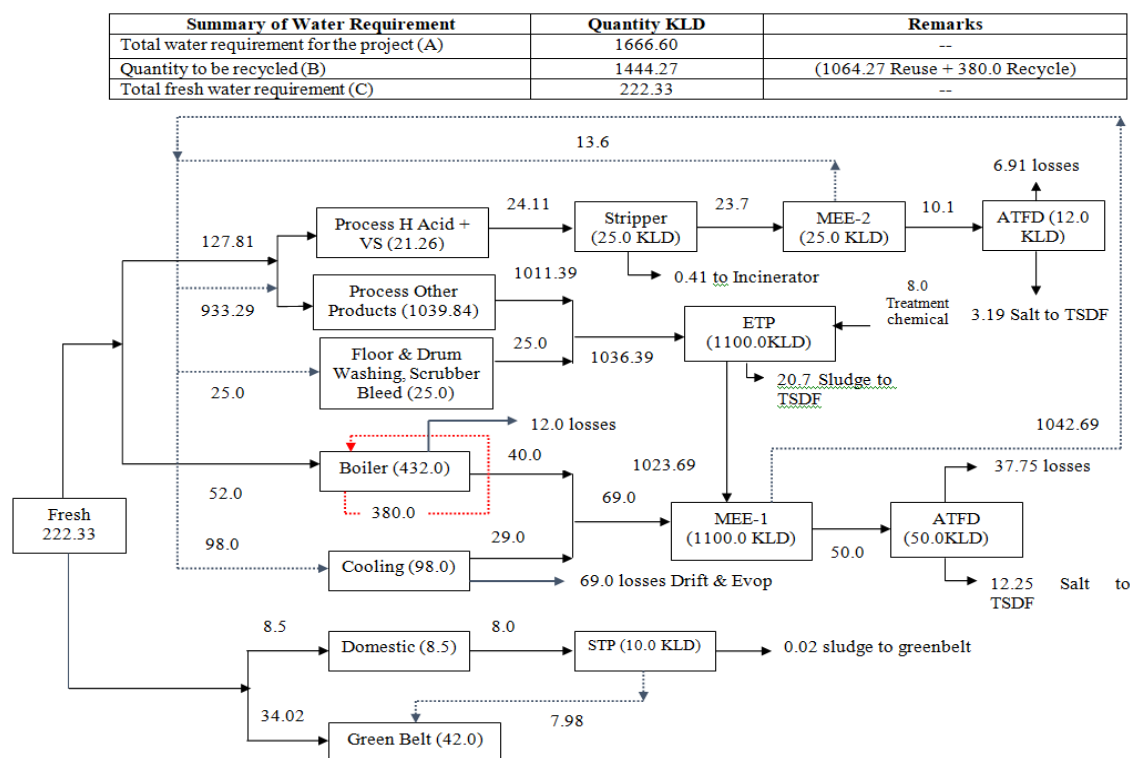 Summary of Water Requirement Quantity KLD Remarks
Total water requirement for the project (A) 1666.60 --
Quantity to be recycled (B) 1444.27 (1064.27 Reuse + 380.0 Recycle)
Total fresh water requirement (C) 222.33 --
13.6
6.91 losses
24.11
23.7
10.1
Process H Acid +
VS (21.26)
Stripper
(25.0 KLD)
MEE-2
(25.0 KLD)
ATFD (12.0
KLD)
127.81
0.41 to Incinerator
1011.39
8.0
Treatment
chemical
3.19 Salt to TSDF
933.29
Process Other
Products (1039.84)
ETP
(1100.0KLD)
25.0
1036.39
Floor & Drum
Washing, Scrubber
Bleed (25.0)
25.0
20.7 Sludge to
TSDF
12.0 losses
1042.69
40.0
1023.69
37.75 losses
Boiler (432.0)
52.0
380.0
69.0
Fresh
222.33
MEE-1
(1100.0 KLD)
50.0
ATFD
(50.0KLD)
98.0
29.0
Cooling (98.0)
69.0 losses Drift & Evop
12.25 Salt to
TSDF
8.5
8.0
Domestic (8.5)
STP (10.0 KLD)
0.02 sludge to greenbelt
34.02
7.98
Green Belt (42.0)